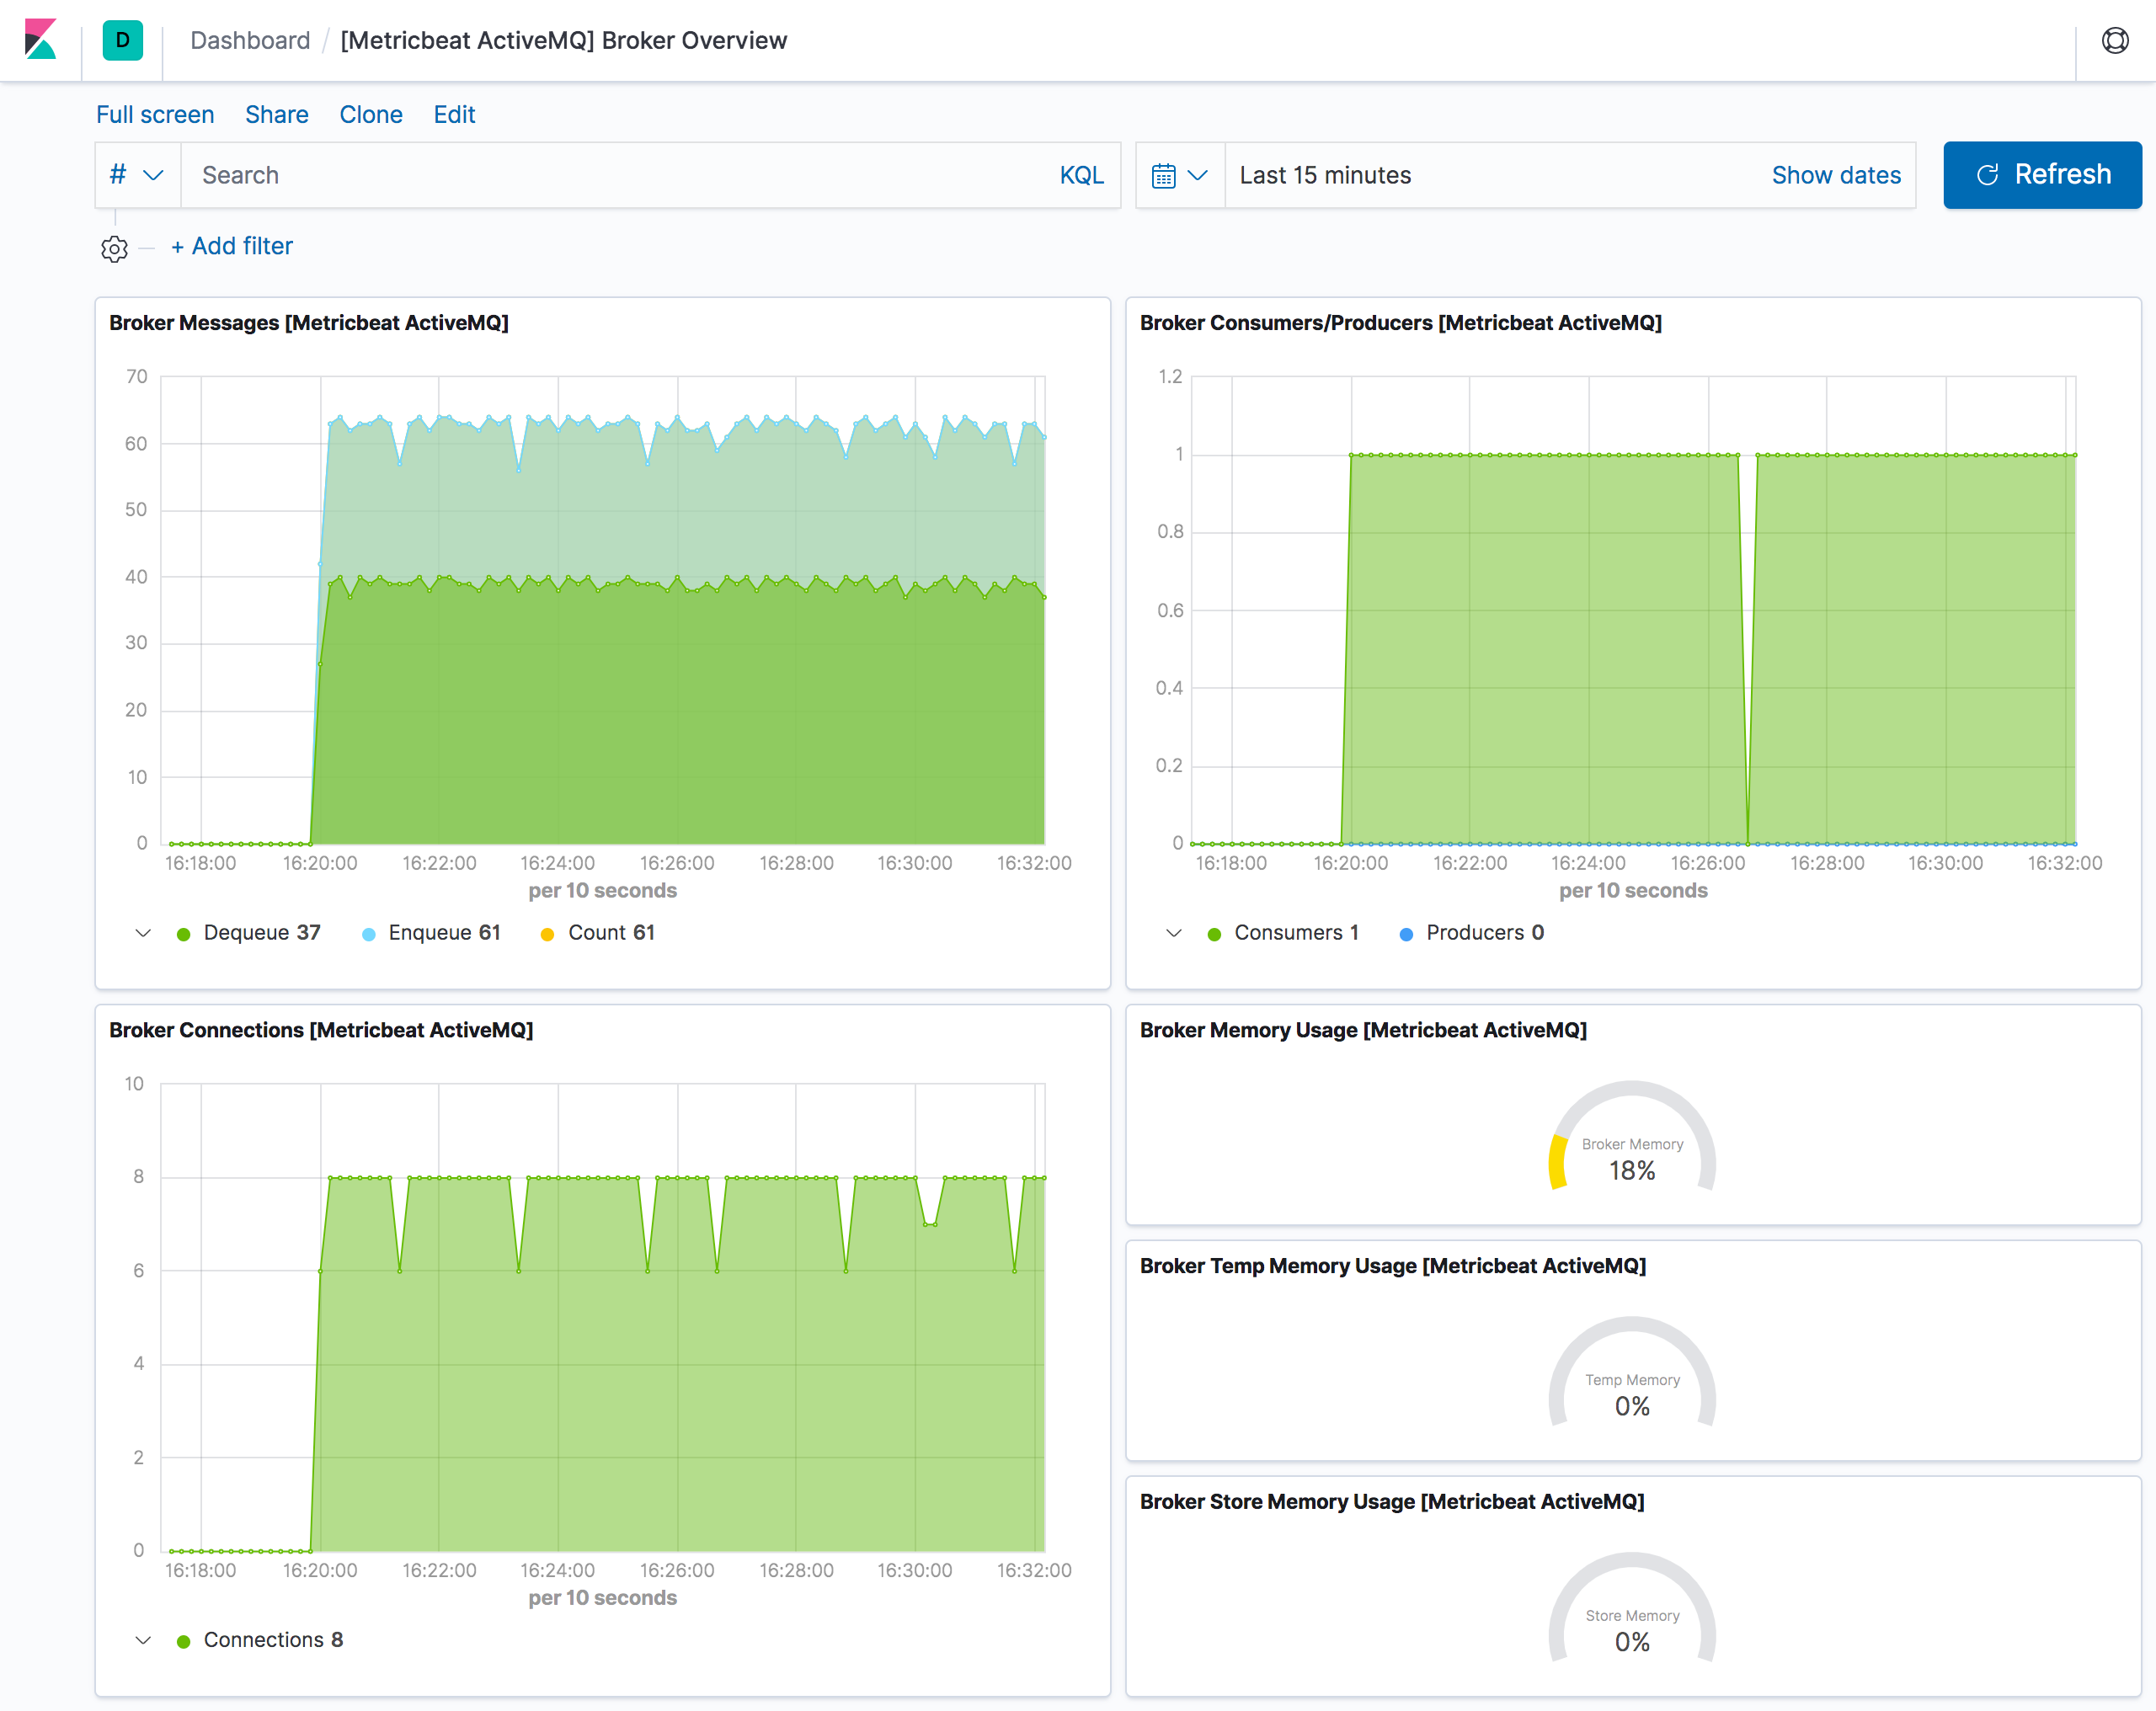 D Dashboard / [Metricbeat ActiveMQ] Broker Overview
Full screen Share Clone Edit
# Search KQL Last 15 minutes Show dates Refresh
+ Add filter
Broker Messages [Metricbeat ActiveMQ]
70
60
50
40
30
20
10
0
16:18:00 16:20:00 16:22:00 16:24:00 16:26:00 16:28:00 16:30:00 16:32:00
per 10 seconds
Dequeue 37 Enqueue 61 Count 61
Broker Consumers/Producers [Metricbeat ActiveMQ]
1.2
1
0.8
0.6
0.4
0.2
0
16:18:00 16:20:00 16:22:00 16:24:00 16:26:00 16:28:00 16:30:00 16:32:00
per 10 seconds
Consumers 1 Producers 0
Broker Connections [Metricbeat ActiveMQ]
10
8
6
4
2
0
16:18:00 16:20:00 16:22:00 16:24:00 16:26:00 16:28:00 16:30:00 16:32:00
per 10 seconds
Connections 8
Broker Memory Usage [Metricbeat ActiveMQ]
Broker Memory
18%
Broker Temp Memory Usage [Metricbeat ActiveMQ]
Temp Memory
0%
Broker Store Memory Usage [Metricbeat ActiveMQ]
Store Memory
0%